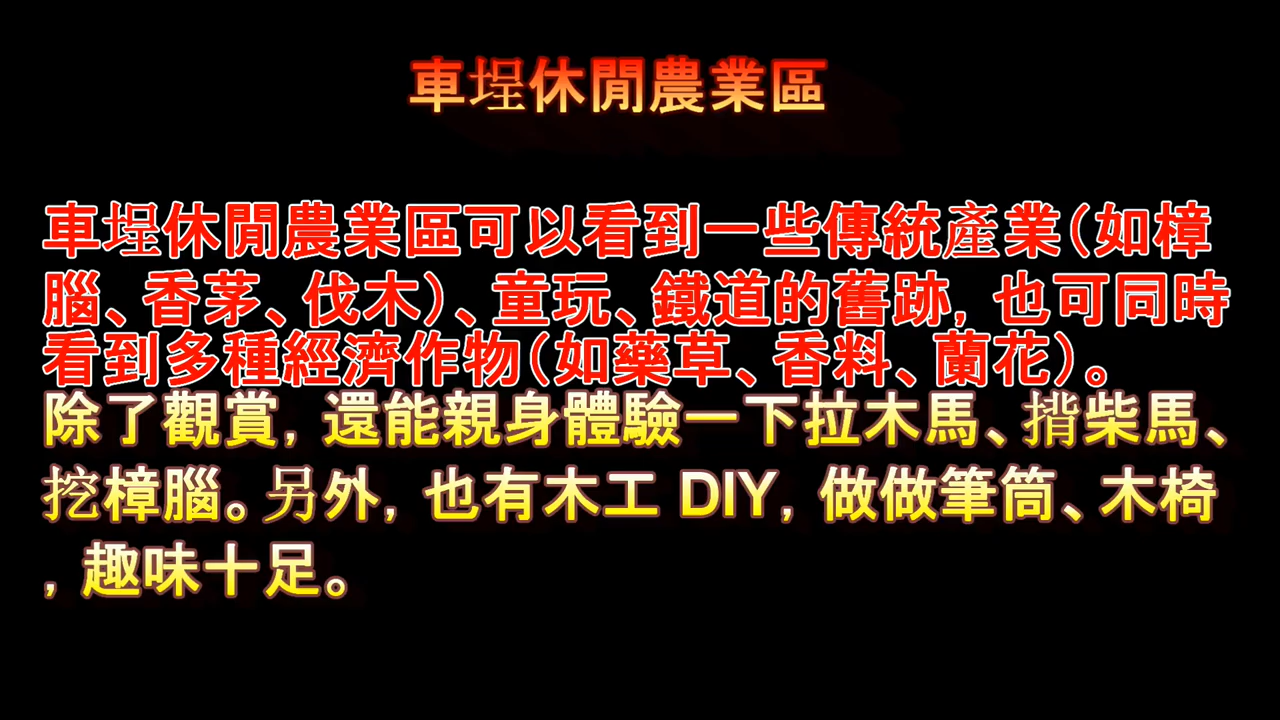 車埕休閒農業區
車埕休閒農業區可以看到一些傳統產業(如樟
腦、香茅、伐木)、童玩、鐵道的舊跡, 也可同時
看到多種經濟作物(如藥草、香料、蘭花)。
除了觀賞, 還能親身體驗一下拉木馬、揹柴馬、
挖樟腦。另外, 也有木工 DIY, 做做筆筒、木椅
, 趣味十足。